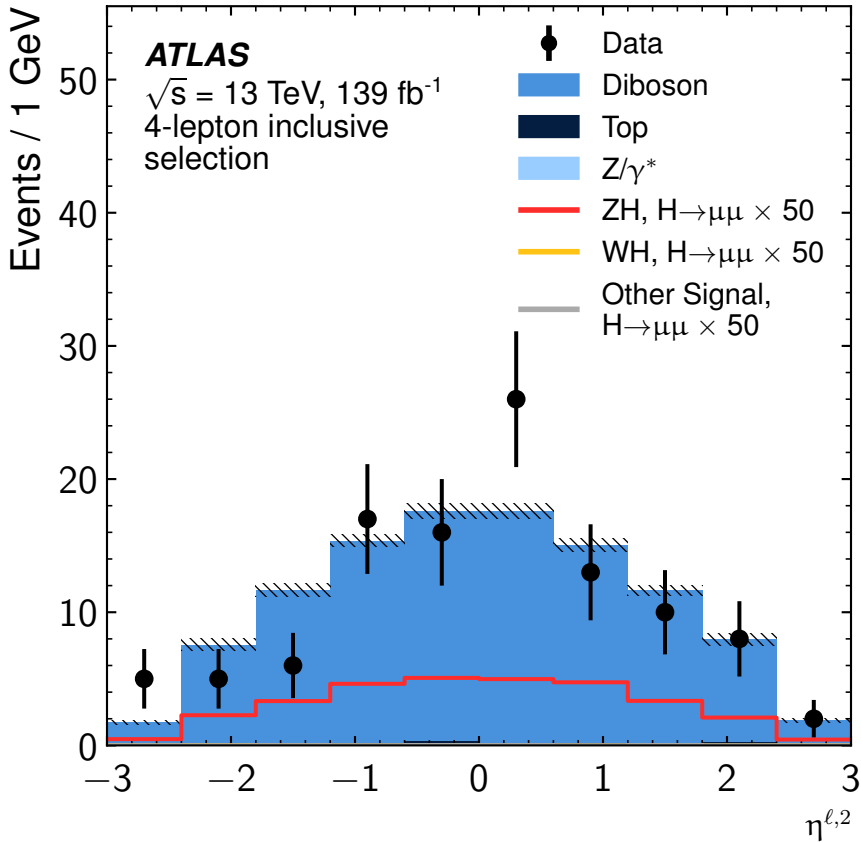 Events / 1 GeV
ATLAS
√s = 13 TeV, 139 fb⁻¹
4-lepton inclusive
selection
Data
Diboson
Top
Z/γ*
ZH, H→μμ × 50
WH, H→μμ × 50
Other Signal,
H→μμ × 50
50
40
30
20
10
0
−3 −2 −1 0 1 2 3
η^ℓ,2